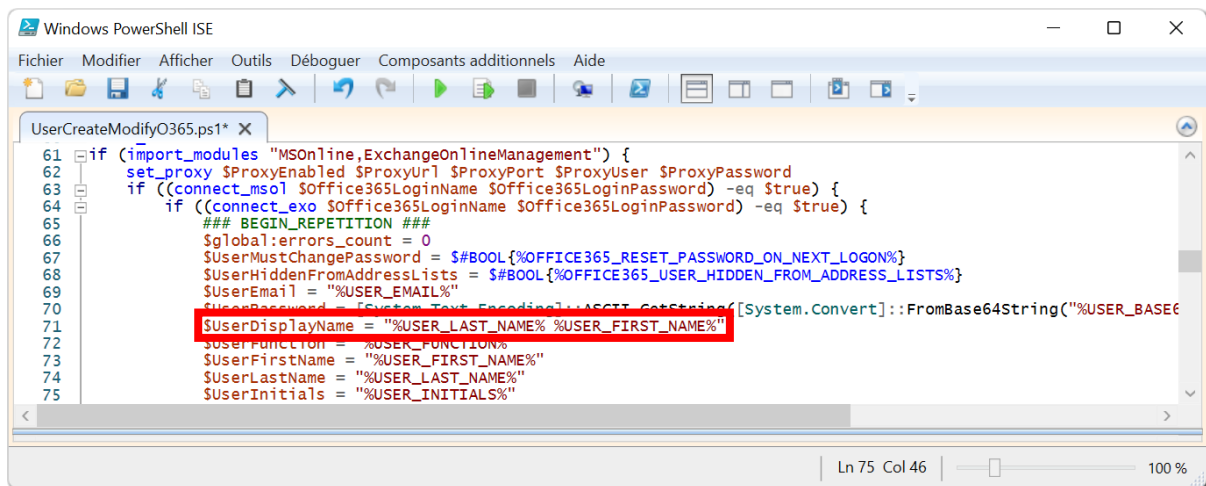 Windows PowerShell ISE
Fichier Modifier Afficher Outils Déboguer Composants additionnels Aide
UserCreateModifyO365.ps1*
61 if (import_modules "MSOnline,ExchangeOnlineManagement") {
62 set_proxy $ProxyEnabled $ProxyUrl $ProxyPort $ProxyUser $ProxyPassword
63 if ((connect_msol $Office365LoginName $Office365LoginPassword) -eq $true) {
64 if ((connect_exo $Office365LoginName $Office365LoginPassword) -eq $true) {
65 ### BEGIN_REPETITION ###
66 $global:errors_count = 0
67 $UserMustChangePassword = $#BOOL{%OFFICE365_RESET_PASSWORD_ON_NEXT_LOGON%}
68 $UserHiddenFromAddressLists = $#BOOL{%OFFICE365_USER_HIDDEN_FROM_ADDRESS_LISTS%}
69 $UserEmail = "%USER_EMAIL%"
70 $UserPassword = [System.Text.Encoding]::ASCII.GetString([System.Convert]::FromBase64String("%USER_BASE6
71 $UserDisplayName = "%USER_LAST_NAME% %USER_FIRST_NAME%"
72 $UserFunction = "%USER_FUNCTION%"
73 $UserFirstName = "%USER_FIRST_NAME%"
74 $UserLastName = "%USER_LAST_NAME%"
75 $UserInitials = "%USER_INITIALS%"
Ln 75 Col 46
100 %